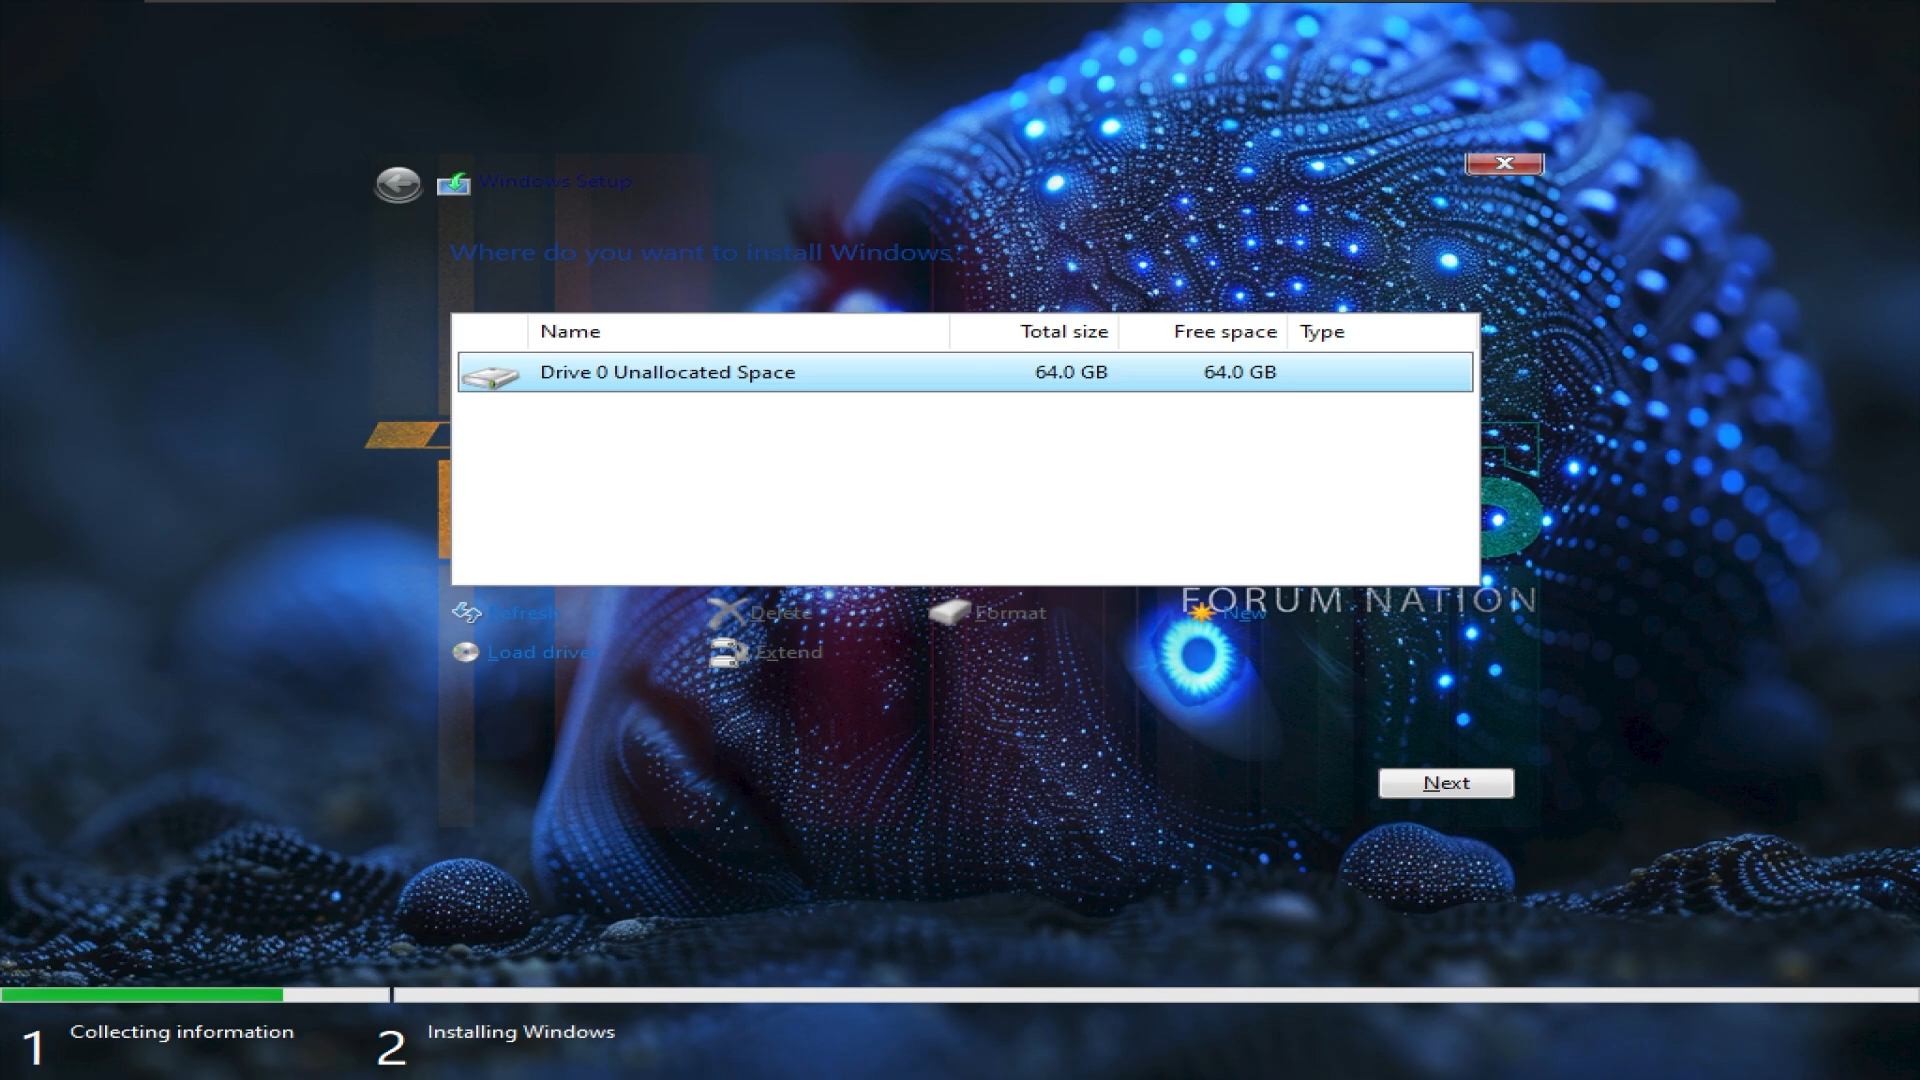 Windows Setup
Where do you want to install Windows?
Name Total size Free space Type
Drive 0 Unallocated Space 64.0 GB 64.0 GB
FORUM NATION
Refresh Delete Format New
Load driver Extend
Next
1 Collecting information 2 Installing Windows